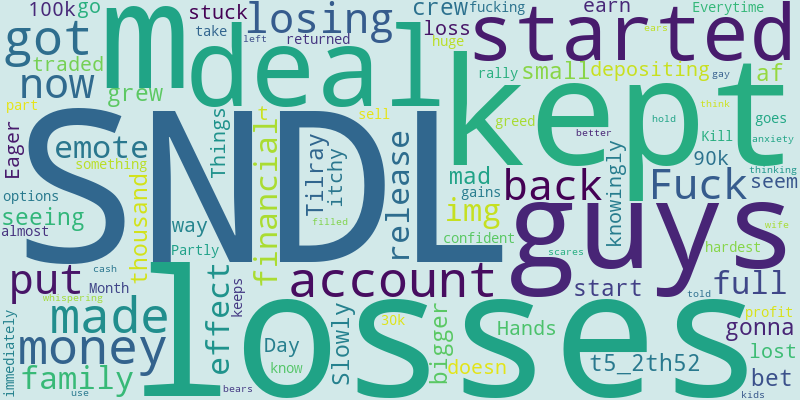 100k
go
stuck
take
losing
left
returned
crew
fucking
loss
huge
earn
Everytime
ears
got
m
deal
started
traded
now
grew
kept
rally
small
depositing
gay
af
part
Eager
SNDL
emote
something
Things
t
financial
sell
Tilray
itchy
release
greed
better
think
hold
Kill
goes
anxiety
mad
gains
back
knowingly
90k
Fuck
thinking
seem
options
seeing
almost
thousand
way
Partly
filled
img
confident
guys
scares
wife
hardest
put
Month
cash
whispering
effect
keeps
account
start
told
full
profit
gonna
immediately
made
money
family
use
losses
bears
Day
know
Slowly
30k
bigger
doesn
Hands
t5_2th52
lost
bet
kids